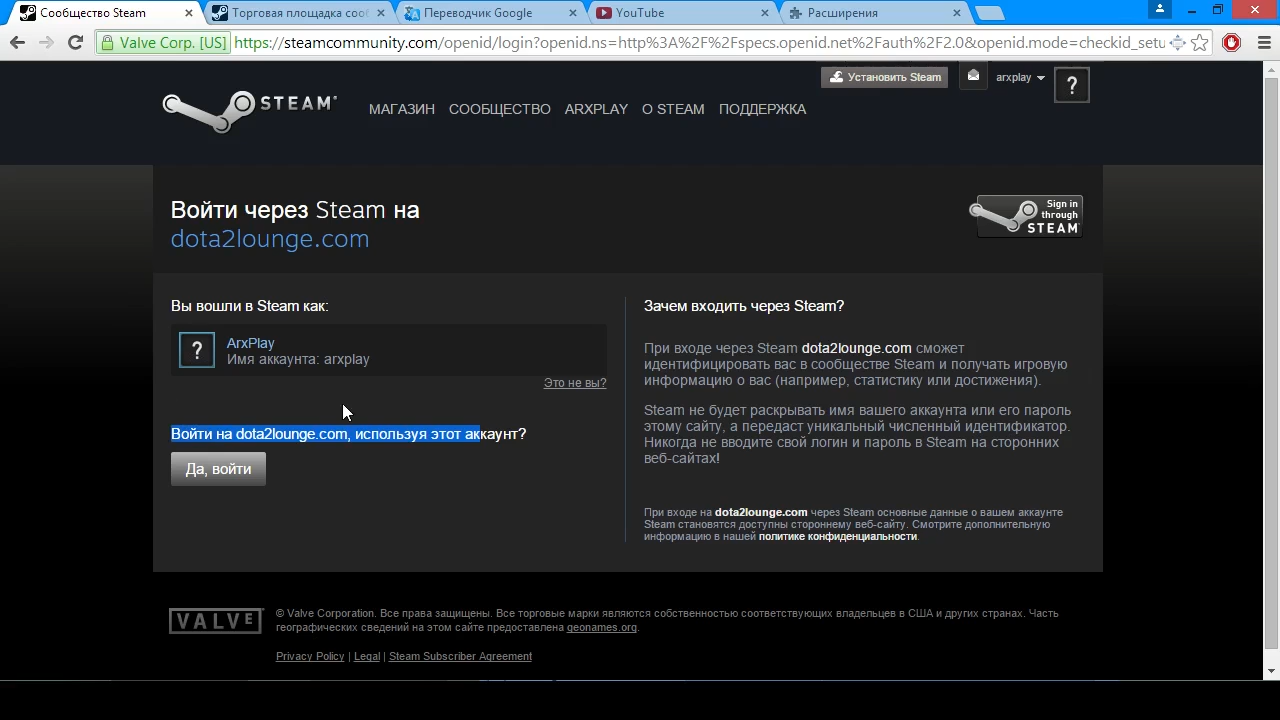 Сообщество Steam
Торговая площадка сооб
Переводчик Google
YouTube
Расширения
Valve Corp. [US]
https://steamcommunity.com/openid/login?openid.ns=http%3A%2F%2Fspecs.openid.net%2Fauth%2F2.0&openid.mode=checkid_setu
Установить Steam
arxplay
?
STEAM™
МАГАЗИН СООБЩЕСТВО ARXPLAY О STEAM ПОДДЕРЖКА
Войти через Steam на
dota2lounge.com
Sign in
through
STEAM
Вы вошли в Steam как:
?
ArxPlay
Имя аккаунта: arxplay
Это не вы?
Войти на dota2lounge.com, используя этот аккаунт?
Да, войти
Зачем входить через Steam?
При входе через Steam dota2lounge.com сможет
идентифицировать вас в сообществе Steam и получать игровую
информацию о вас (например, статистику или достижения).
Steam не будет раскрывать имя вашего аккаунта или его пароль
этому сайту, а передаст уникальный численный идентификатор.
Никогда не вводите свой логин и пароль в Steam на сторонних
веб-сайтах!
При входе на dota2lounge.com через Steam основные данные о вашем аккаунте
Steam становятся доступны стороннему веб-сайту. Смотрите дополнительную
информацию в нашей политике конфиденциальности.
VALVE
© Valve Corporation. Все права защищены. Все торговые марки являются собственностью соответствующих владельцев в США и других странах. Часть
географических сведений на этом сайте предоставлена geonames.org.
Privacy Policy | Legal | Steam Subscriber Agreement